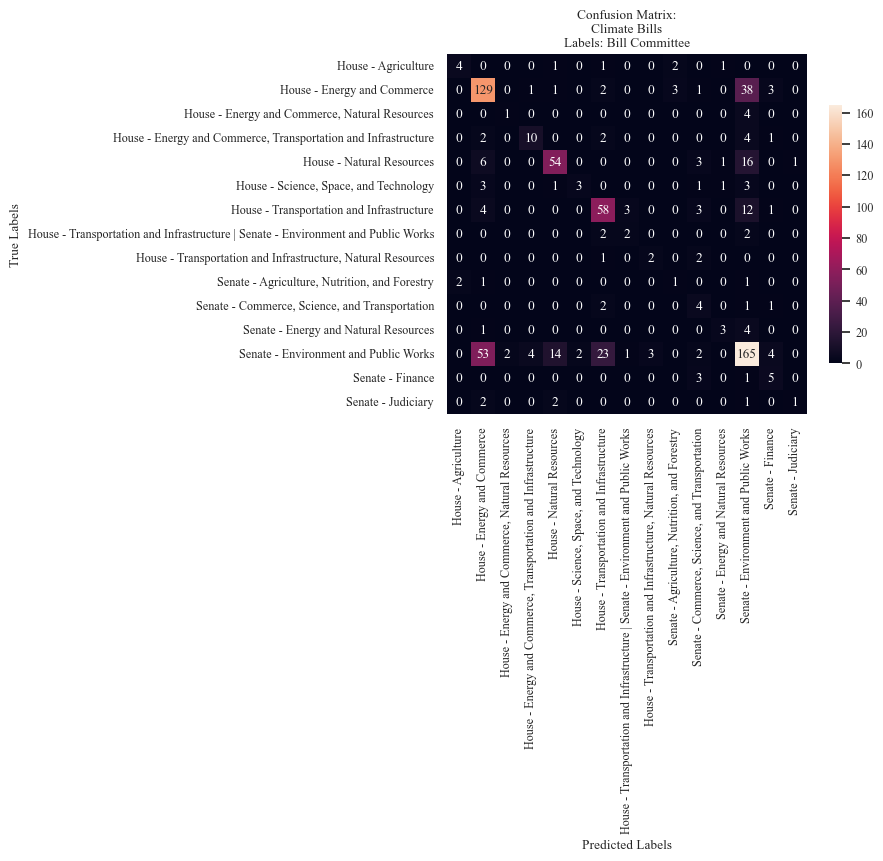 Confusion Matrix:
Climate Bills
Labels: Bill Committee
True Labels
House - Agriculture 4 0 0 0 1 0 1 0 0 2 0 1 0 0 0
House - Energy and Commerce 0 129 0 1 1 0 2 0 0 3 1 0 38 3 0
House - Energy and Commerce, Natural Resources 0 0 1 0 0 0 0 0 0 0 0 0 4 0 0
House - Energy and Commerce, Transportation and Infrastructure 0 2 0 10 0 0 2 0 0 0 0 0 4 1 0
House - Natural Resources 0 6 0 0 54 0 0 0 0 0 3 1 16 0 1
House - Science, Space, and Technology 0 3 0 0 1 3 0 0 0 0 1 1 3 0 0
House - Transportation and Infrastructure 0 4 0 0 0 0 58 3 0 0 3 0 12 1 0
House - Transportation and Infrastructure | Senate - Environment and Public Works 0 0 0 0 0 0 2 2 0 0 0 0 2 0 0
House - Transportation and Infrastructure, Natural Resources 0 0 0 0 0 0 1 0 2 0 2 0 0 0 0
Senate - Agriculture, Nutrition, and Forestry 2 1 0 0 0 0 0 0 0 1 0 0 1 0 0
Senate - Commerce, Science, and Transportation 0 0 0 0 0 0 2 0 0 0 4 0 1 1 0
Senate - Energy and Natural Resources 0 1 0 0 0 0 0 0 0 0 0 3 4 0 0
Senate - Environment and Public Works 0 53 2 4 14 2 23 1 3 0 2 0 165 4 0
Senate - Finance 0 0 0 0 0 0 0 0 0 0 3 0 1 5 0
Senate - Judiciary 0 2 0 0 2 0 0 0 0 0 0 0 1 0 1
160
140
120
100
80
60
40
20
0
House - Agriculture
House - Energy and Commerce
House - Energy and Commerce, Natural Resources
House - Energy and Commerce, Transportation and Infrastructure
House - Natural Resources
House - Science, Space, and Technology
House - Transportation and Infrastructure
House - Transportation and Infrastructure | Senate - Environment and Public Works
House - Transportation and Infrastructure, Natural Resources
Senate - Agriculture, Nutrition, and Forestry
Senate - Commerce, Science, and Transportation
Senate - Energy and Natural Resources
Senate - Environment and Public Works
Senate - Finance
Senate - Judiciary
Predicted Labels